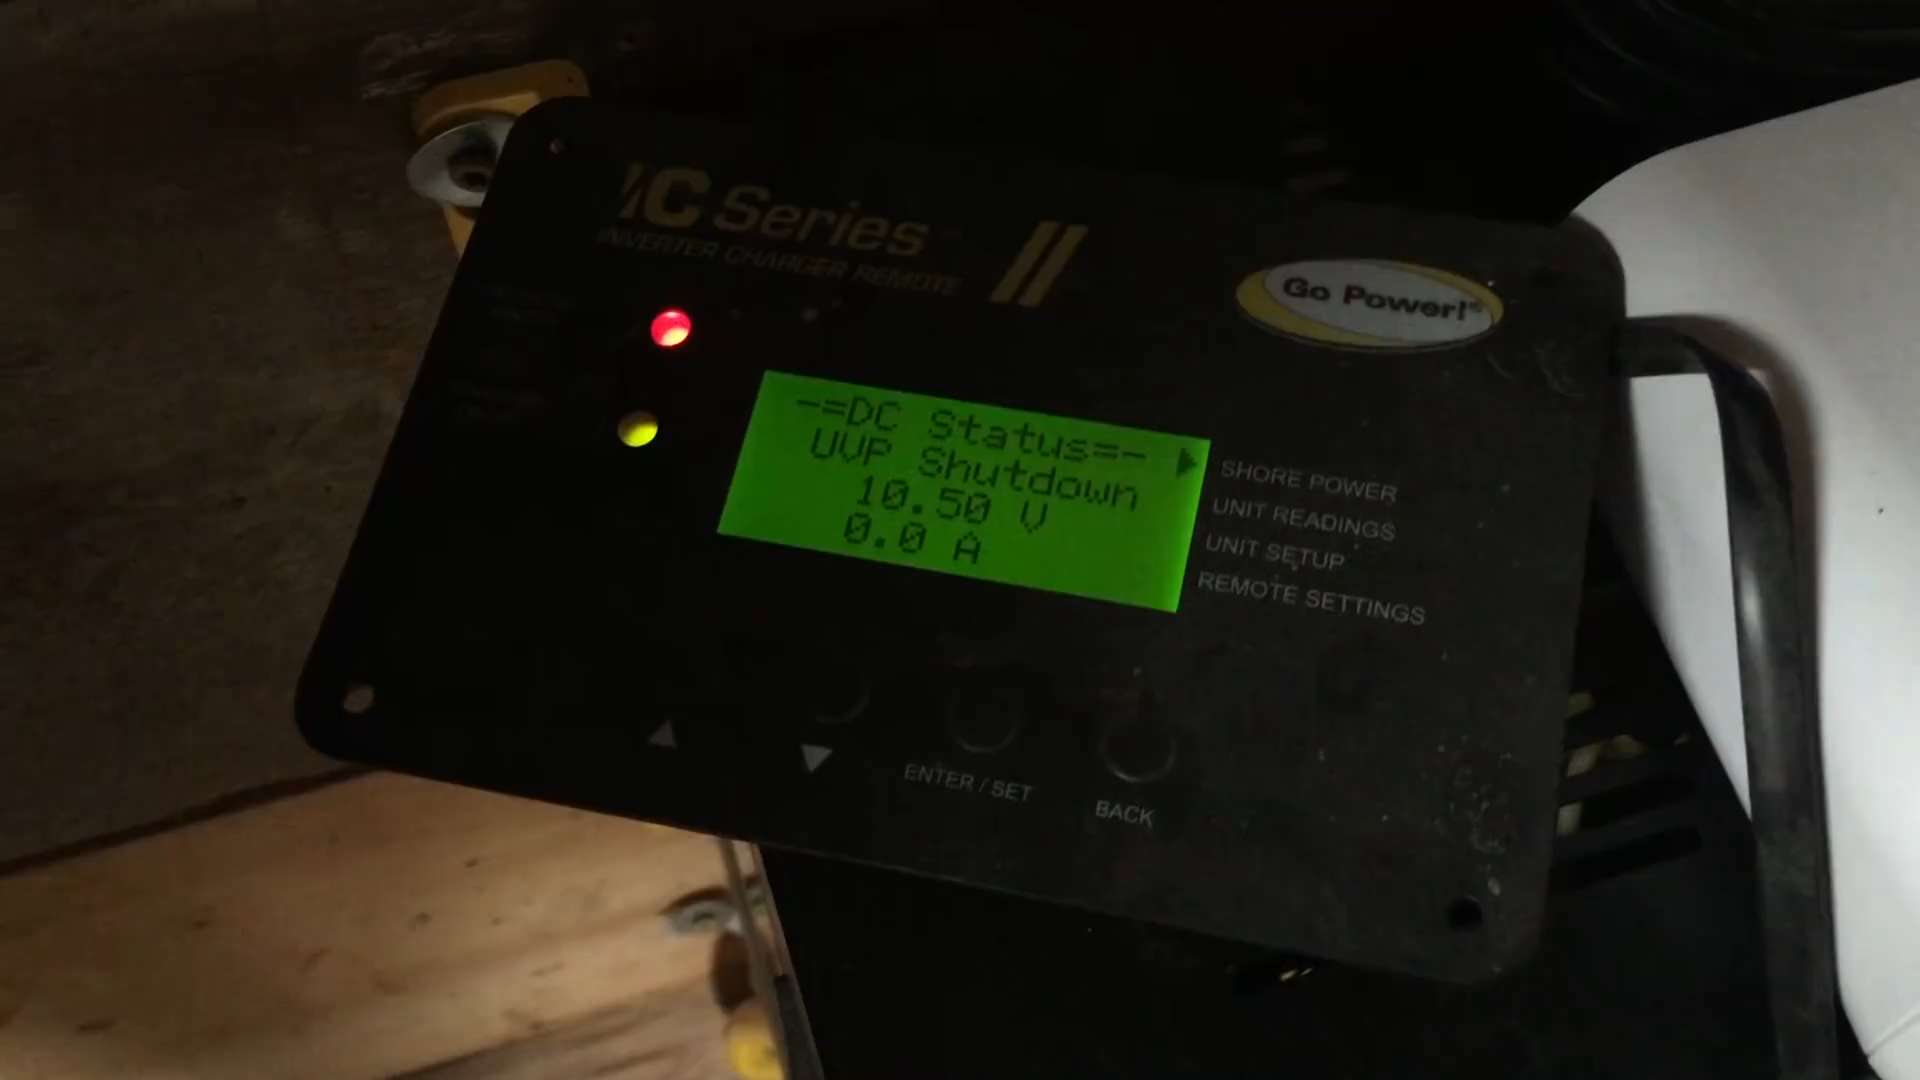 IC Series II
INVERTER CHARGER REMOTE
Go Power!®
-=DC Status=-
UVP Shutdown
10.50 V
0.0 A
SHORE POWER
UNIT READINGS
UNIT SETUP
REMOTE SETTINGS
ENTER / SET
BACK